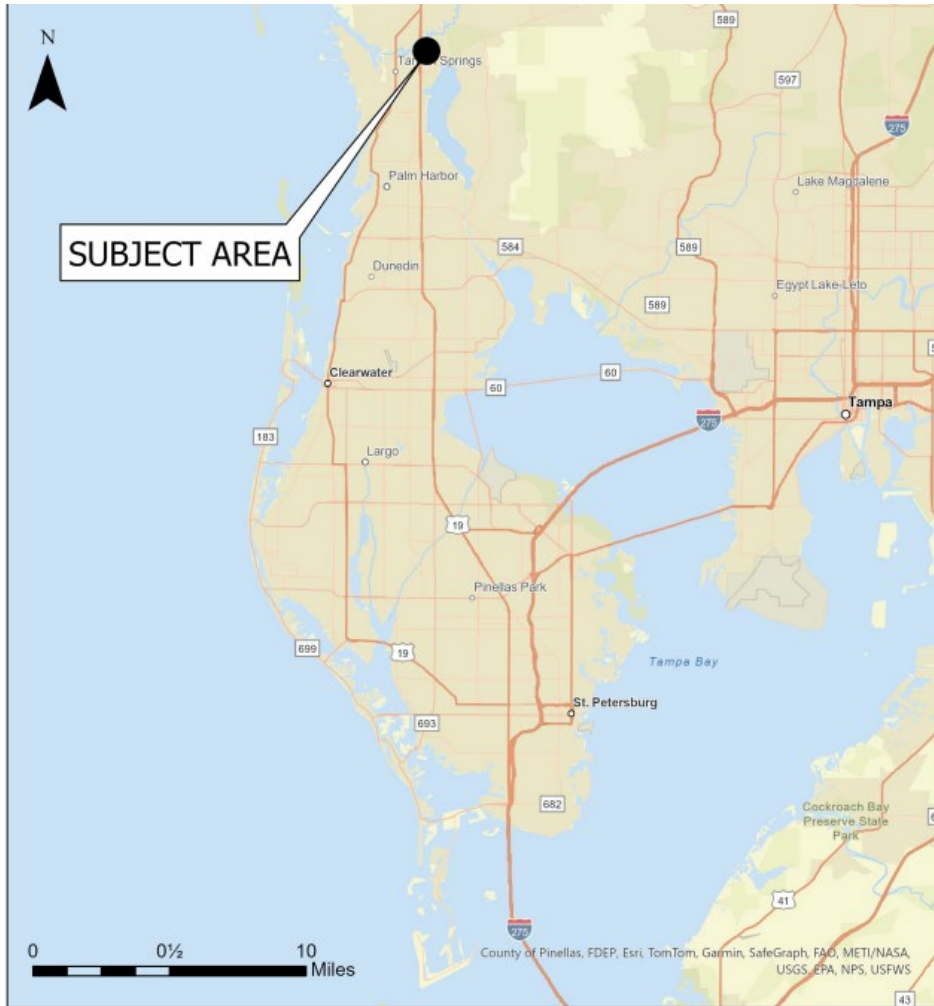 N
589
597
275
Springs
Palm Harbor
Lake Magdalene
SUBJECT AREA
584
589
Dunedin
Egypt Lake-Leto
589
Clearwater
60
60
Tampa
275
183
Largo
19
Pinellas Park
699
19
Tampa Bay
St. Petersburg
693
682
Cockroach Bay
Preserve State
Park
41
275
0
0½
10
Miles
County of Pinellas, FDEP, Esri, TomTom, Garmin, SafeGraph, FAO, METI/NASA,
USGS, EPA, NPS, USFWS
43